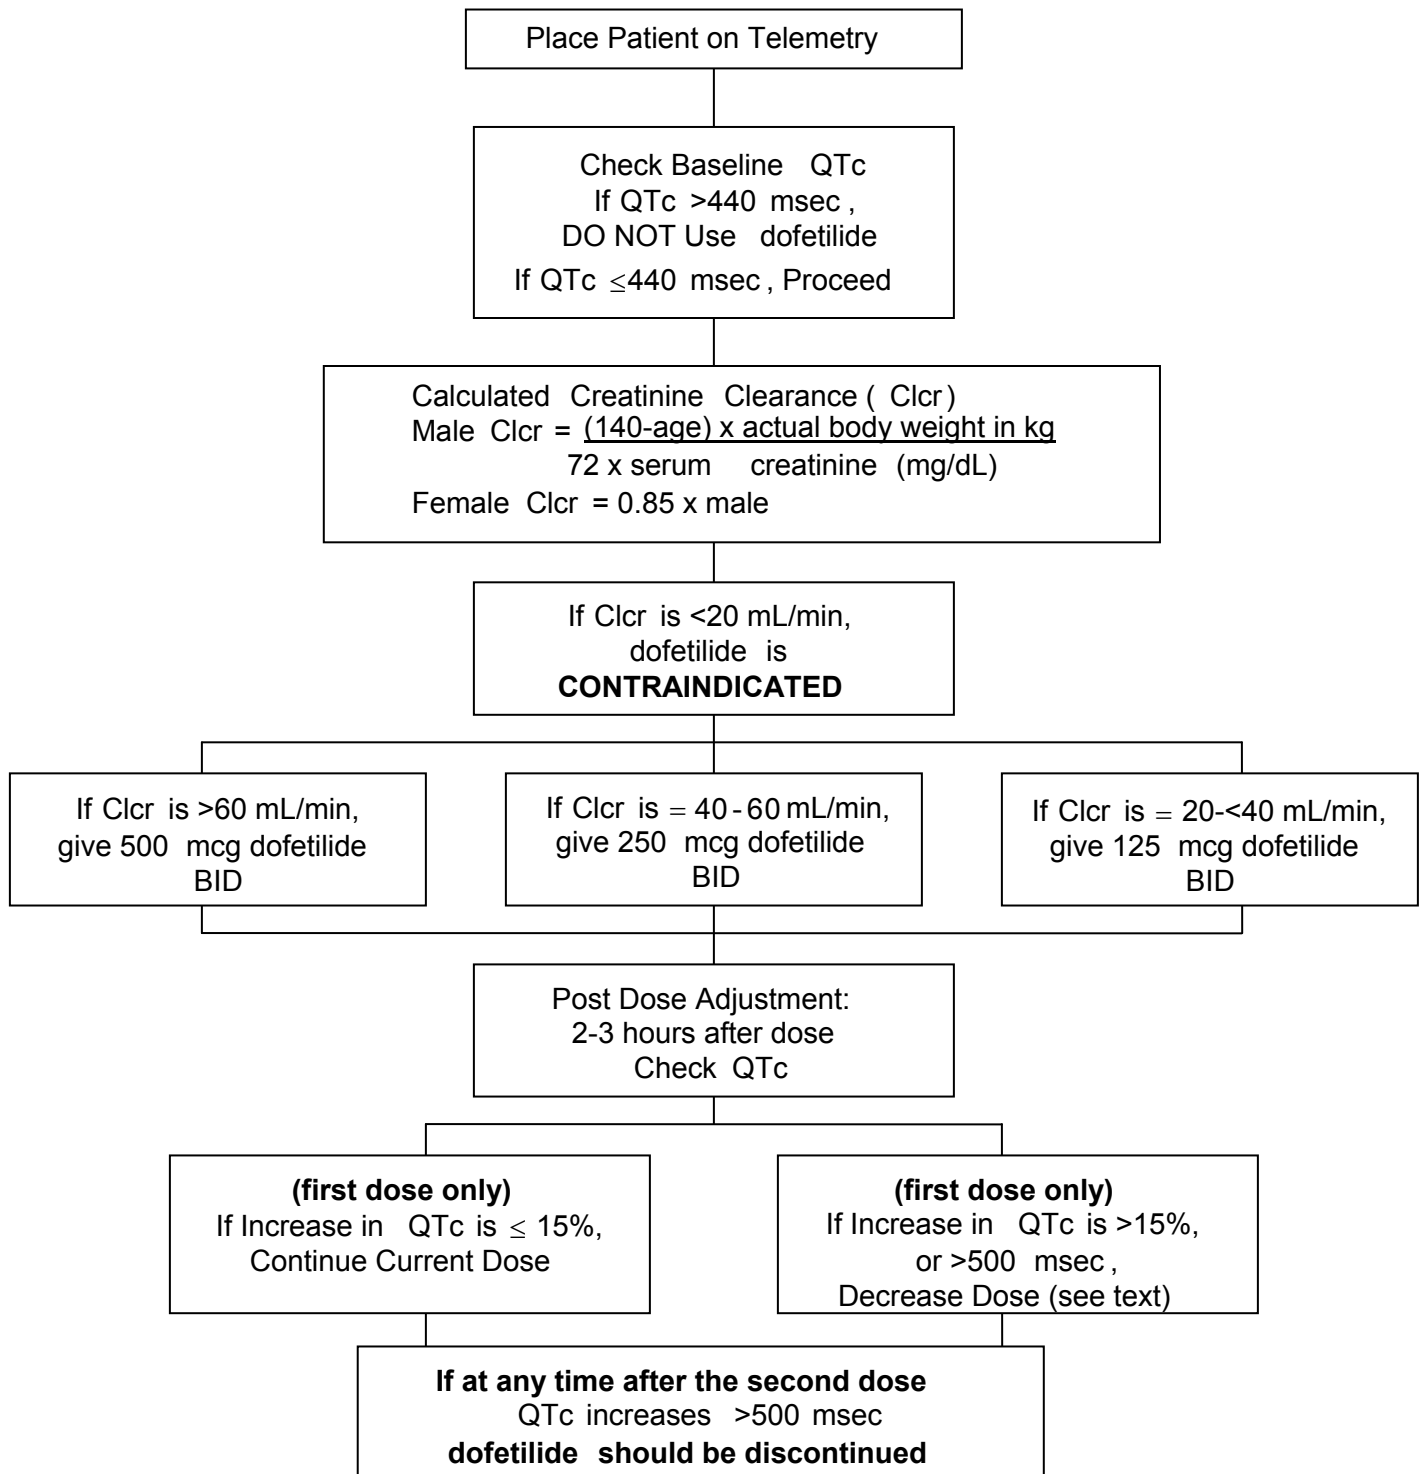 Place Patient on Telemetry
Check Baseline QTc
If QTc >440 msec,
DO NOT Use dofetilide
If QTc ≤440 msec, Proceed
Calculated Creatinine Clearance ( Clcr)
Male Clcr = (140-age) x actual body weight in kg
72 x serum creatinine (mg/dL)
Female Clcr = 0.85 x male
If Clcr is <20 mL/min,
dofetilide is
CONTRAINDICATED
If Clcr is >60 mL/min,
give 500 mcg dofetilide
BID
If Clcr is = 40-60 mL/min,
give 250 mcg dofetilide
BID
If Clcr is = 20-<40 mL/min,
give 125 mcg dofetilide
BID
Post Dose Adjustment:
2-3 hours after dose
Check QTc
(first dose only)
If Increase in QTc is ≤ 15%,
Continue Current Dose
(first dose only)
If Increase in QTc is >15%,
or >500 msec,
Decrease Dose (see text)
If at any time after the second dose
QTc increases >500 msec
dofetilide should be discontinued